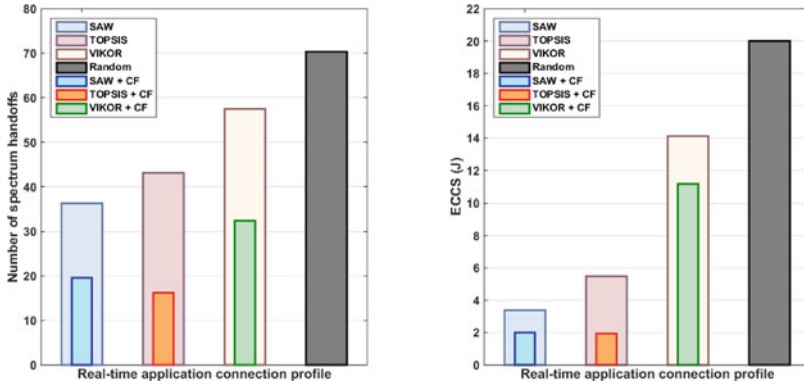 Number of spectrum handoffs
80
70
60
50
40
30
20
10
0
SAW
TOPSIS
VIKOR
Random
SAW + CF
TOPSIS + CF
VIKOR + CF
Real-time application connection profile
ECCS (J)
22
20
18
16
14
12
10
8
6
4
2
0
SAW
TOPSIS
VIKOR
Random
SAW + CF
TOPSIS + CF
VIKOR + CF
Real-time application connection profile